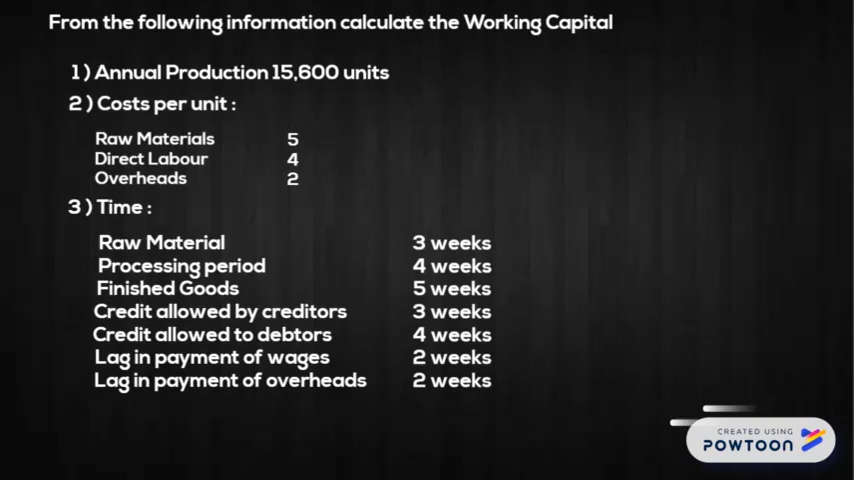 From the following information calculate the Working Capital
1 ) Annual Production 15,600 units
2 ) Costs per unit :
Raw Materials 5
Direct Labour 4
Overheads 2
3 ) Time :
Raw Material 3 weeks
Processing period 4 weeks
Finished Goods 5 weeks
Credit allowed by creditors 3 weeks
Credit allowed to debtors 4 weeks
Lag in payment of wages 2 weeks
Lag in payment of overheads 2 weeks
CREATED USING
POWTOON